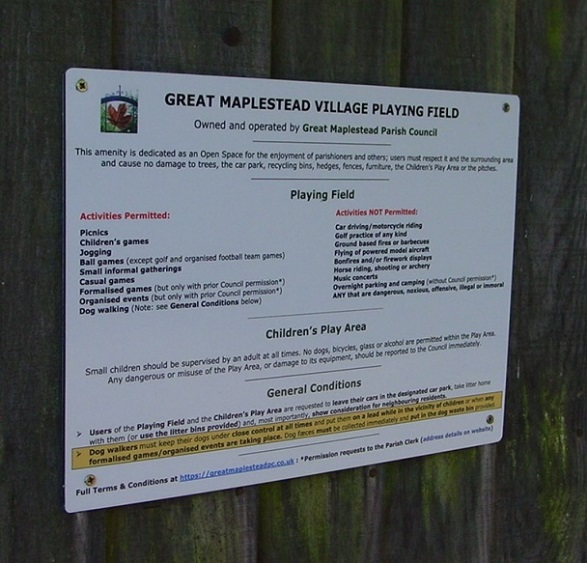 GREAT MAPLESTEAD VILLAGE PLAYING FIELD
Owned and operated by Great Maplestead Parish Council
This amenity is dedicated as an Open Space for the enjoyment of parishioners and others; users must respect it and the surrounding area
and cause no damage to trees, the car park, recycling bins, hedges, fences, furniture, the Children's Play Area or the pitches.
Playing Field
Activities Permitted:
Picnics
Children's games
Jogging
Ball games (except golf and organised football team games)
Small informal gatherings
Casual games
Formalised games (but only with prior Council permission*)
Organised events (but only with prior Council permission*)
Dog walking (Note: see General Conditions below)
Activities NOT Permitted:
Car driving/motorcycle riding
Golf practice of any kind
Ground based fires or barbecues
Flying of powered model aircraft
Bonfires and/or firework displays
Horse riding, shooting or archery
Music concerts
Overnight parking and camping (without Council permission*)
ANY that are dangerous, noxious, offensive, illegal or immoral
Children's Play Area
Small children should be supervised by an adult at all times. No dogs, bicycles, glass or alcohol are permitted within the Play Area.
Any dangerous or misuse of the Play Area, or damage to its equipment, should be reported to the Council immediately.
General Conditions
➢ Users of the Playing Field and the Children's Play Area are requested to leave their cars in the designated car park, take litter home
with them (or use the litter bins provided) and, most importantly, show consideration for neighbouring residents.
➢ Dog walkers must keep their dogs under close control at all times and put them on a lead while in the vicinity of children or when any
formalised games/organised events are taking place. Dog fæces must be collected immediately and put in the dog waste bin provided.
Full Terms & Conditions at https://greatmaplesteadpc.co.uk : *Permission requests to the Parish Clerk (address details on website)